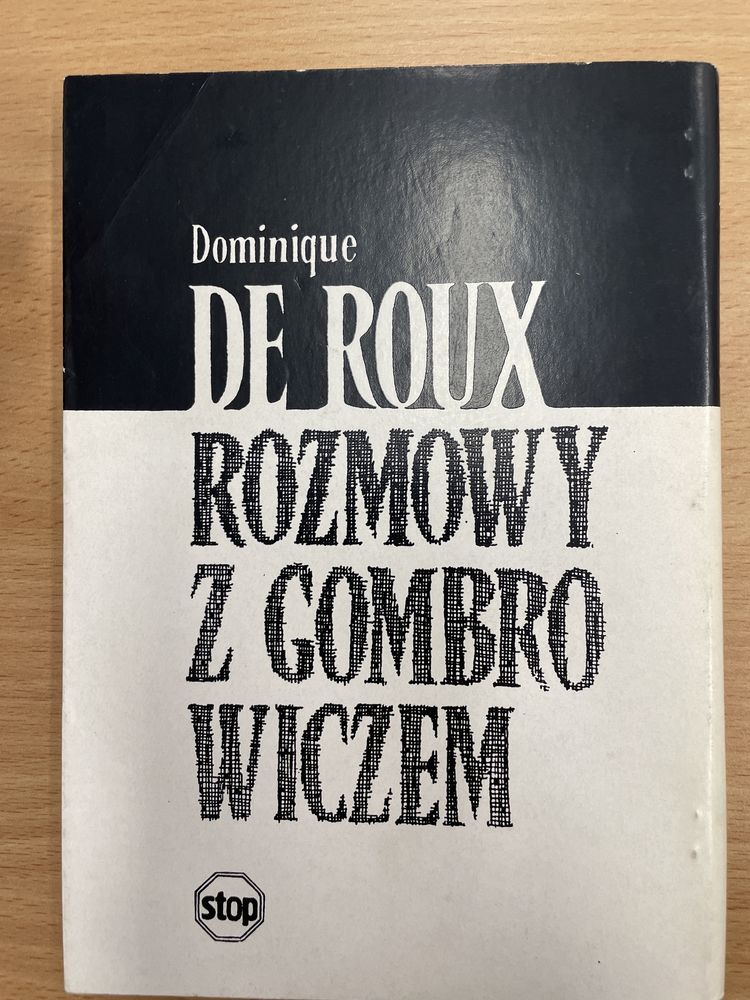 Dominique
DE ROUX
ROZMOWY
Z GOMBRO
WICZEM
stop